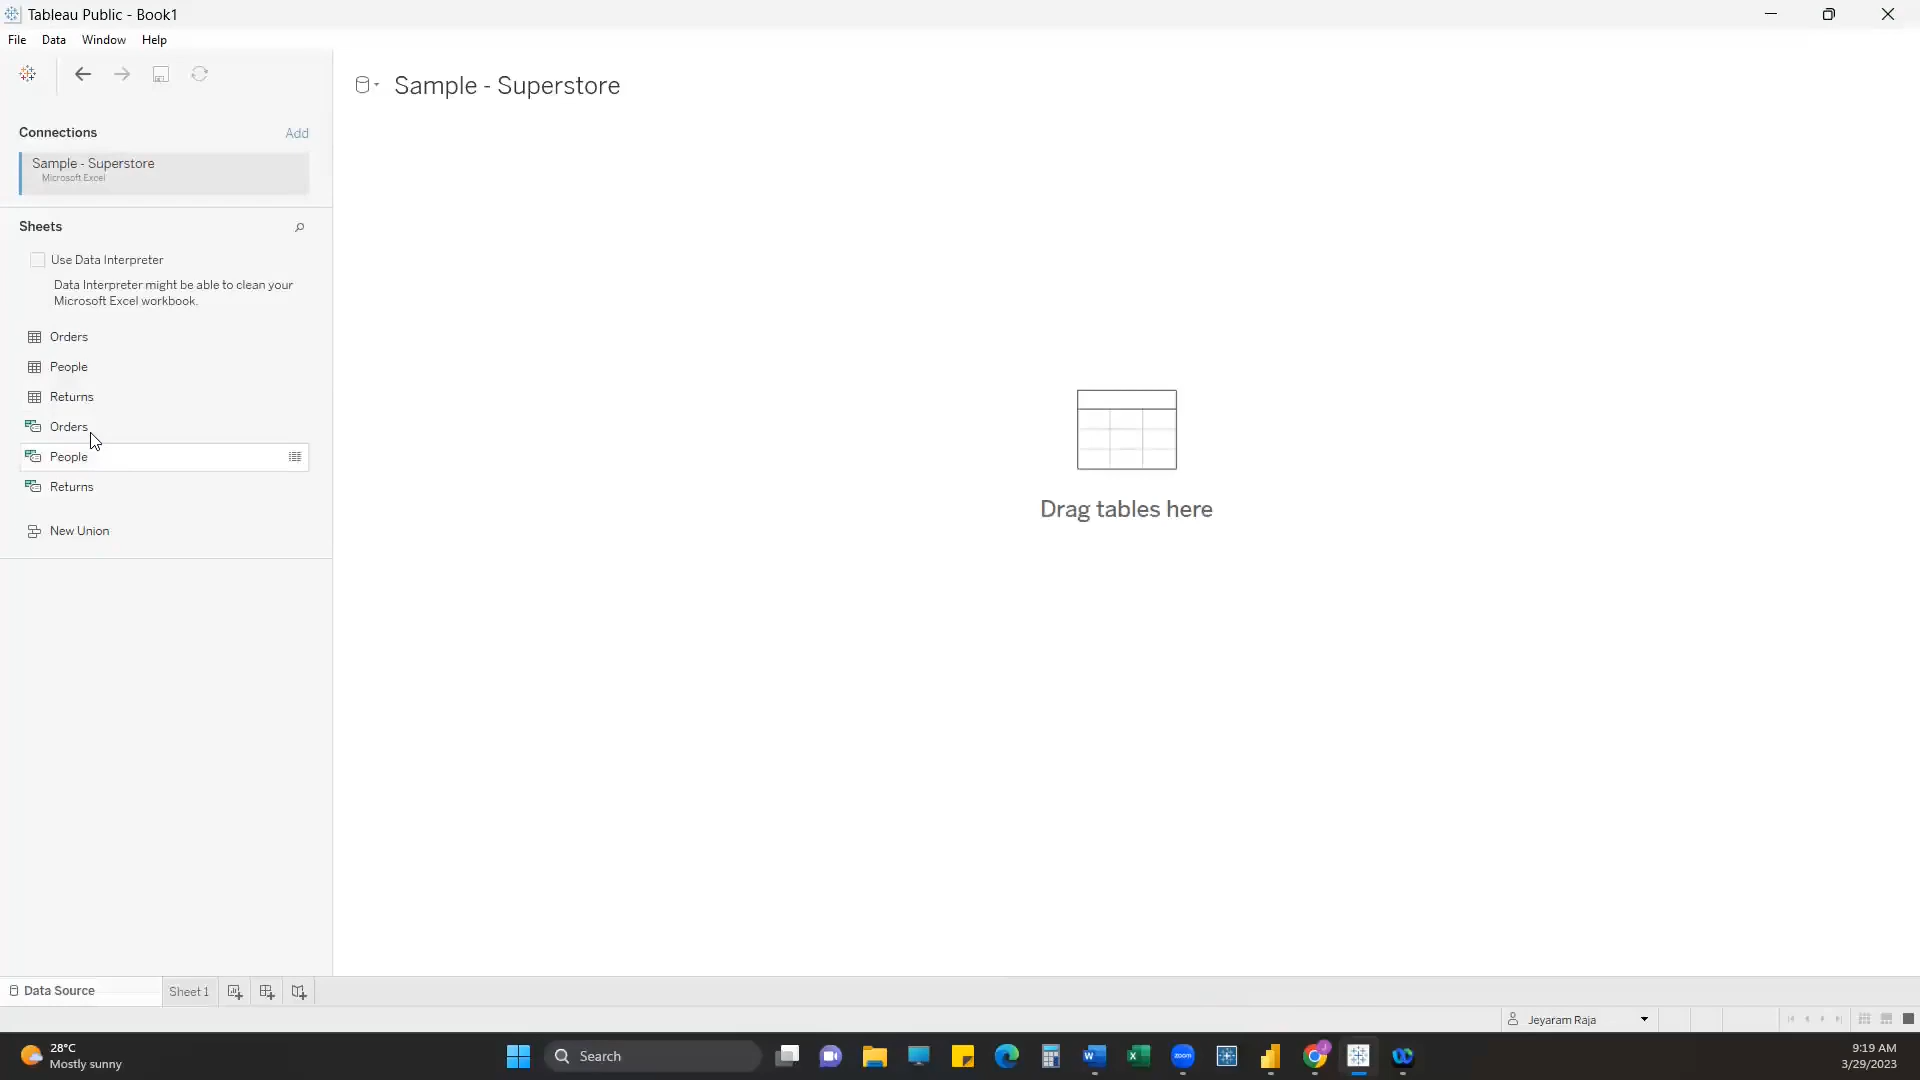 Tableau Public - Book1
File Data Window Help
Sample - Superstore
Connections Add
Sample - Superstore
Microsoft Excel
Sheets
Use Data Interpreter
Data Interpreter might be able to clean your
Microsoft Excel workbook.
Orders
People
Returns
Orders
People
Returns
New Union
Drag tables here
Data Source Sheet 1
Jeyaram Raja
28°C
Mostly sunny
Search
zoom
9:19 AM
3/29/2023